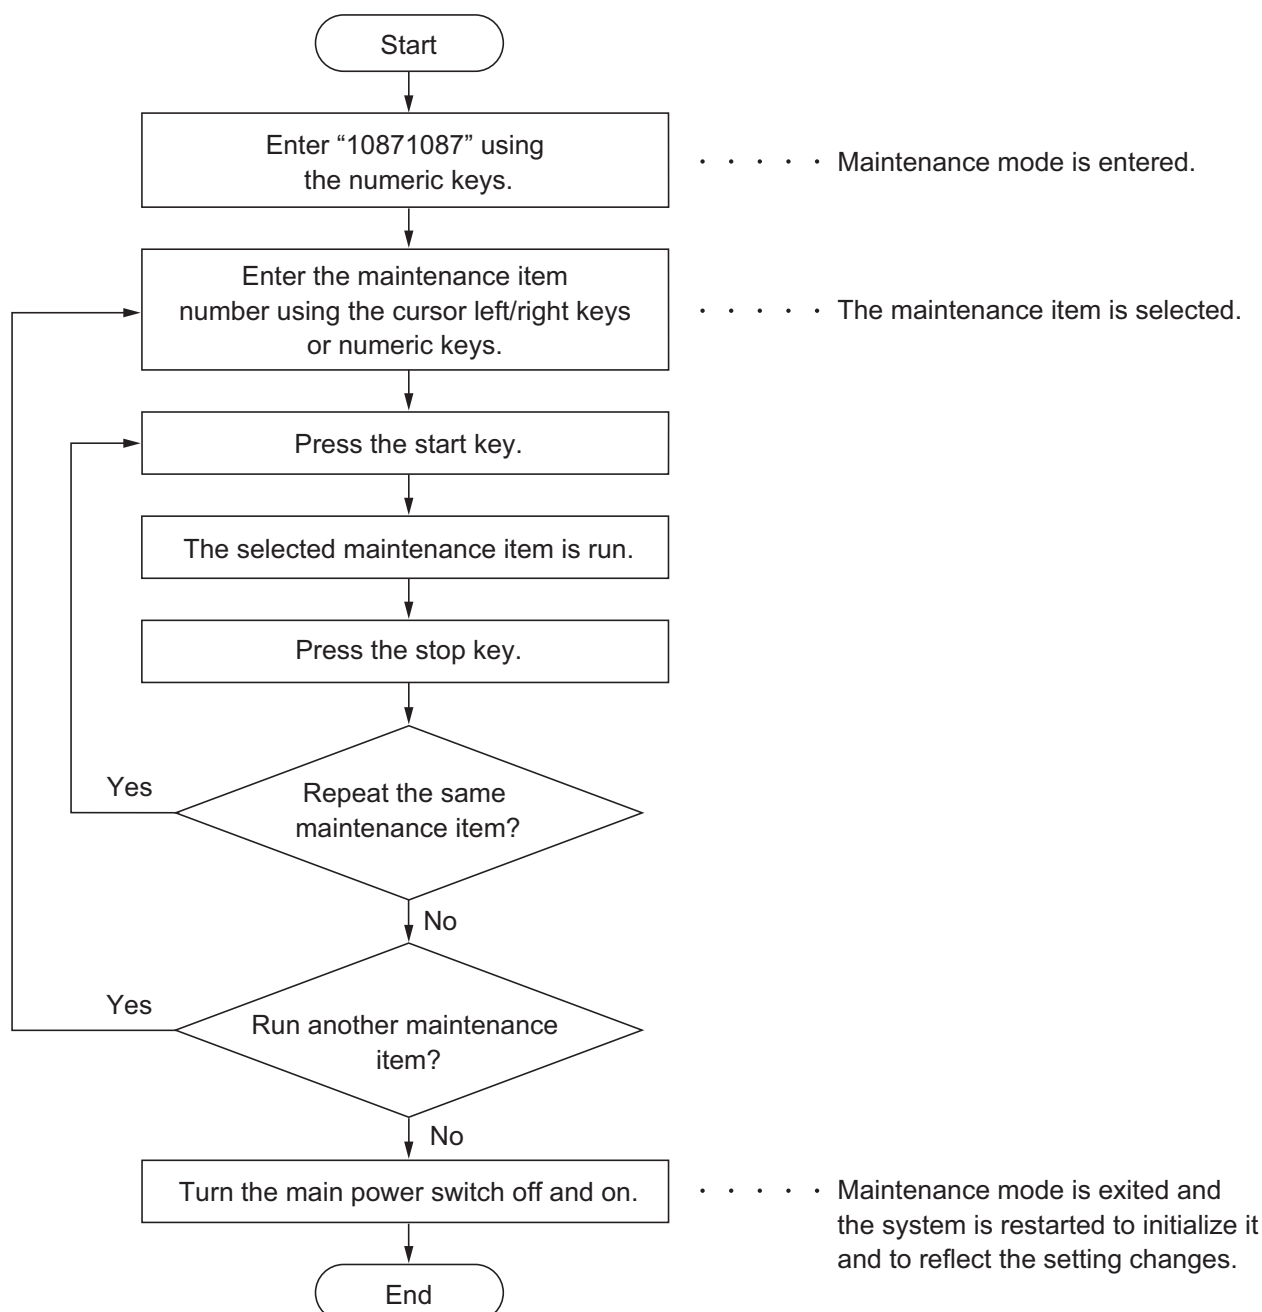 Start
Enter “10871087” using
the numeric keys.
· · · · · Maintenance mode is entered.
Enter the maintenance item
number using the cursor left/right keys
or numeric keys.
· · · · · The maintenance item is selected.
Press the start key.
The selected maintenance item is run.
Press the stop key.
Yes
Repeat the same
maintenance item?
No
Yes
Run another maintenance
item?
No
Turn the main power switch off and on.
· · · · · Maintenance mode is exited and
the system is restarted to initialize it
and to reflect the setting changes.
End